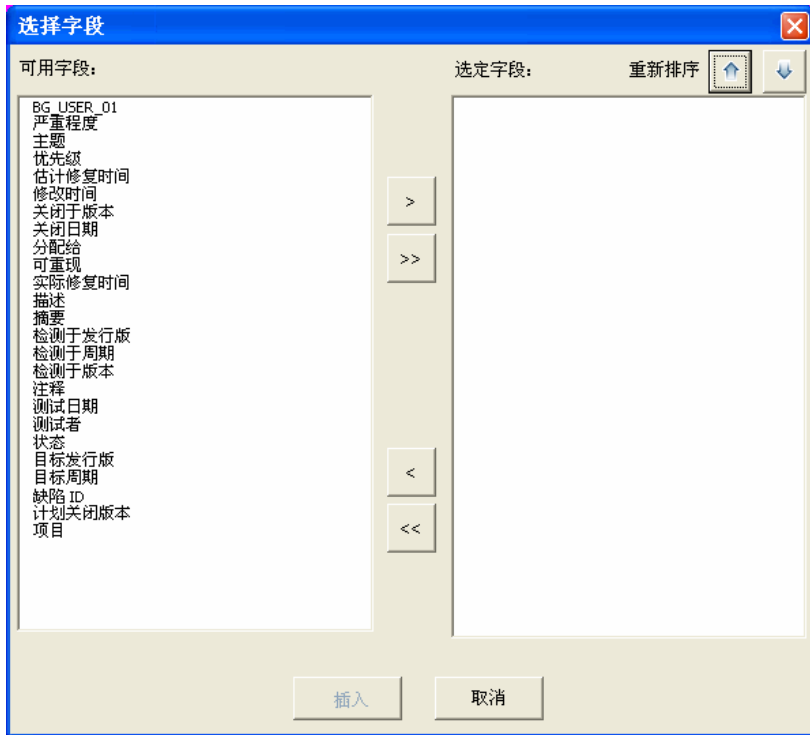 选择字段
可用字段：
选定字段：
重新排序
BG_USER_01
严重程度
主题
优先级
估计修复时间
修改时间
关闭于版本
关闭日期
分配给
可重现
实际修复时间
描述
摘要
检测于发行版
检测于周期
检测于版本
注释
测试日期
测试者
状态
目标发行版
目标周期
缺陷 ID
计划关闭版本
项目
>
>>
<
<<
插入
取消